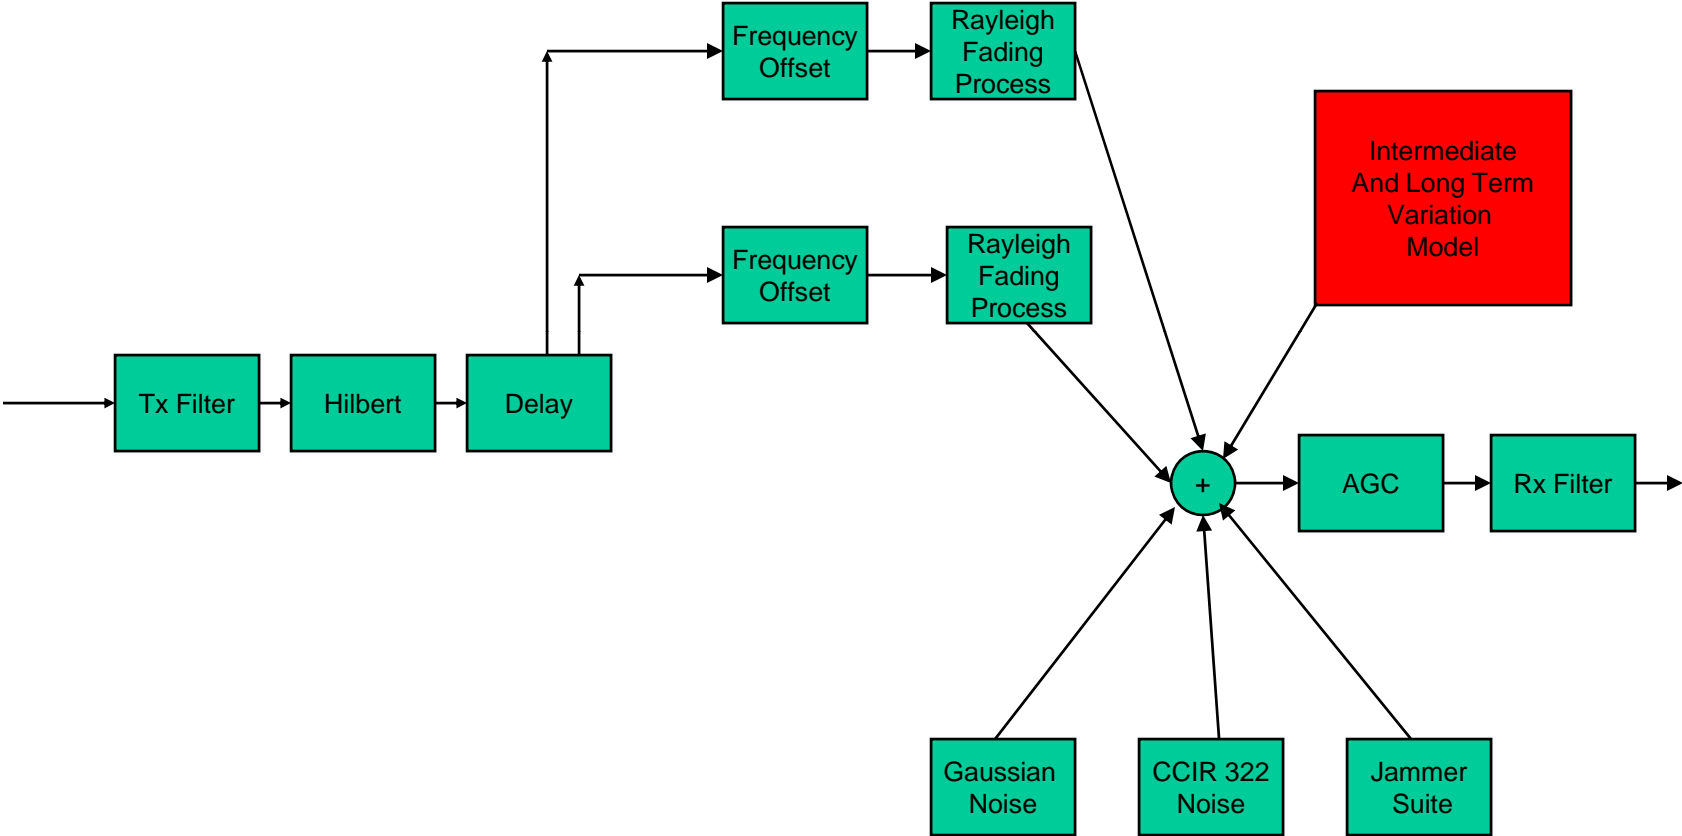 Frequency
Offset
Rayleigh
Fading
Process
Intermediate
And Long Term
Variation
Model
Frequency
Offset
Rayleigh
Fading
Process
Tx Filter
Hilbert
Delay
+
AGC
Rx Filter
Gaussian
Noise
CCIR 322
Noise
Jammer
Suite